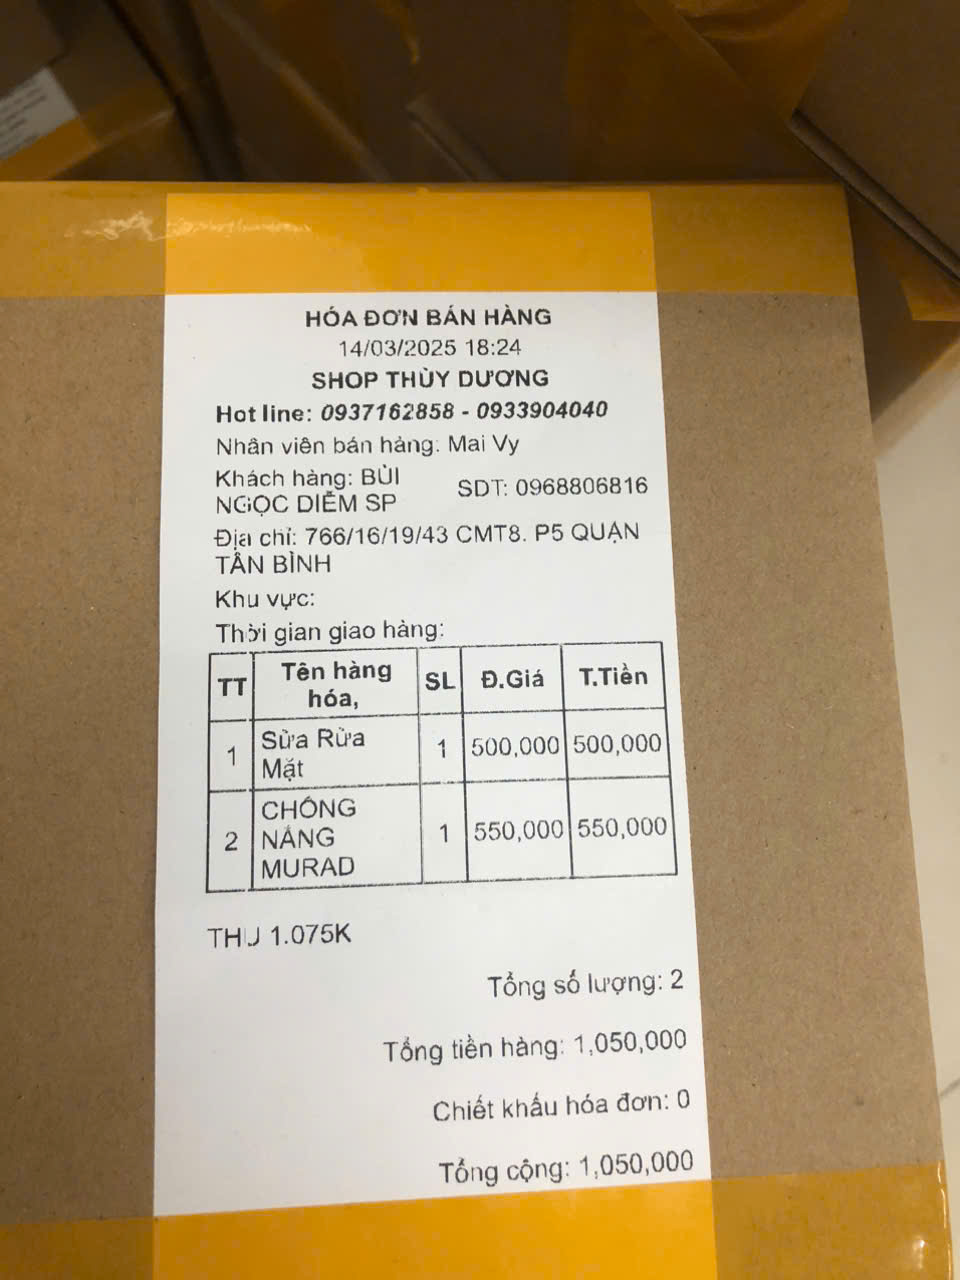 HÓA ĐƠN BÁN HÀNG
14/03/2025 18:24
SHOP THÙY DƯƠNG
Hot line: 0937162858 - 0933904040
Nhân viên bán hàng: Mai Vy
Khách hàng: BÙI NGỌC DIỄM SP SDT: 0968806816
Địa chỉ: 766/16/19/43 CMT8. P5 QUẬN
TÂN BÌNH
Khu vực:
Thời gian giao hàng:
TT Tên hàng hóa, SL Đ.Giá T.Tiền
1 Sữa Rửa Mặt 1 500,000 500,000
2 CHỐNG NẮNG MURAD 1 550,000 550,000
THU 1.075K
Tổng số lượng: 2
Tổng tiền hàng: 1,050,000
Chiết khấu hóa đơn: 0
Tổng cộng: 1,050,000